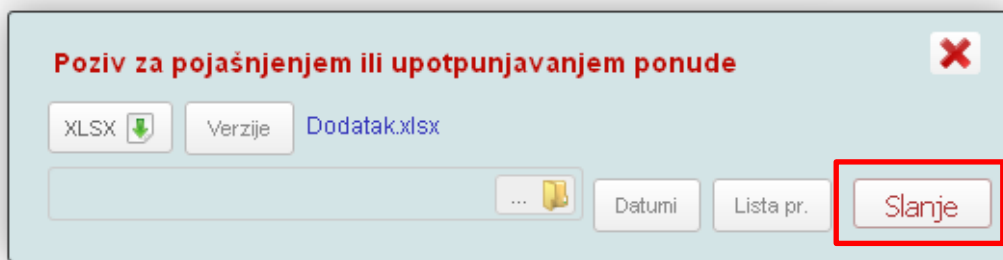 Poziv za pojašnjenjem ili upotpunjavanjem ponude
XLSX Verzije Dodatak.xlsx
... Datumi Lista pr. Slanje